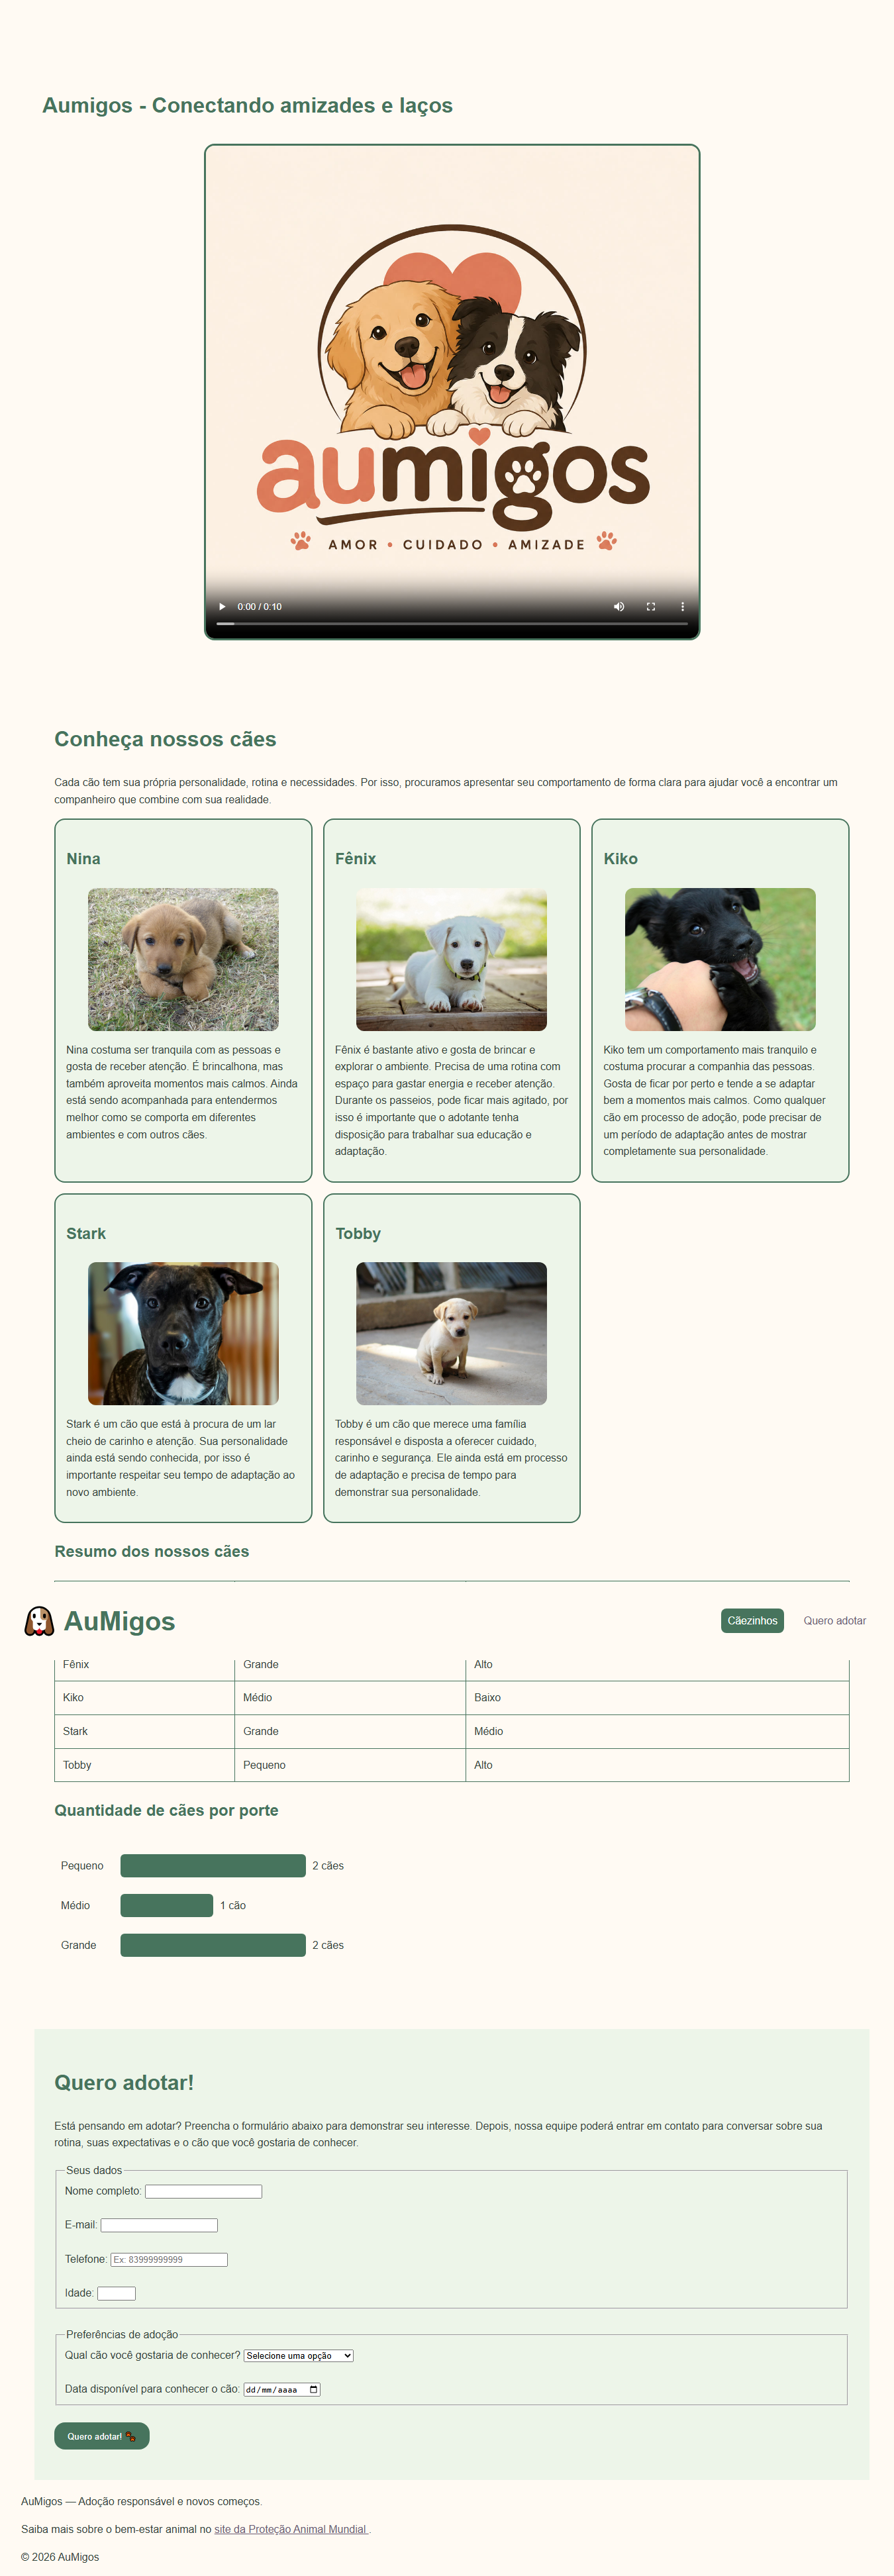 Aumigos - Conectando amizades e laços
aumigos
AMOR • CUIDADO • AMIZADE
0:00 / 0:10
Conheça nossos cães
Cada cão tem sua própria personalidade, rotina e necessidades. Por isso, procuramos apresentar seu comportamento de forma clara para ajudar você a encontrar um
companheiro que combine com sua realidade.
Nina
Nina costuma ser tranquila com as pessoas e
gosta de receber atenção. É brincalhona, mas
também aproveita momentos mais calmos. Ainda
está sendo acompanhada para entendermos
melhor como se comporta em diferentes
ambientes e com outros cães.
Fênix
Fênix é bastante ativo e gosta de brincar e
explorar o ambiente. Precisa de uma rotina com
espaço para gastar energia e receber atenção.
Durante os passeios, pode ficar mais agitado, por
isso é importante que o adotante tenha
disposição para trabalhar sua educação e
adaptação.
Kiko
Kiko tem um comportamento mais tranquilo e
costuma procurar a companhia das pessoas.
Gosta de ficar por perto e tende a se adaptar
bem a momentos mais calmos. Como qualquer
cão em processo de adoção, pode precisar de
um período de adaptação antes de mostrar
completamente sua personalidade.
Stark
Stark é um cão que está à procura de um lar
cheio de carinho e atenção. Sua personalidade
ainda está sendo conhecida, por isso é
importante respeitar seu tempo de adaptação ao
novo ambiente.
Tobby
Tobby é um cão que merece uma família
responsável e disposta a oferecer cuidado,
carinho e segurança. Ele ainda está em processo
de adaptação e precisa de tempo para
demonstrar sua personalidade.
Resumo dos nossos cães
AuMigos Cãezinhos Quero adotar
Fênix Grande Alto
Kiko Médio Baixo
Stark Grande Médio
Tobby Pequeno Alto
Quantidade de cães por porte
Pequeno 2 cães
Médio 1 cão
Grande 2 cães
Quero adotar!
Está pensando em adotar? Preencha o formulário abaixo para demonstrar seu interesse. Depois, nossa equipe poderá entrar em contato para conversar sobre sua
rotina, suas expectativas e o cão que você gostaria de conhecer.
Seus dados
Nome completo:
E-mail:
Telefone: Ex: 83999999999
Idade:
Preferências de adoção
Qual cão você gostaria de conhecer? Selecione uma opção
Data disponível para conhecer o cão: dd/mm/aaaa
Quero adotar!
AuMigos — Adoção responsável e novos começos.
Saiba mais sobre o bem-estar animal no site da Proteção Animal Mundial .
© 2026 AuMigos